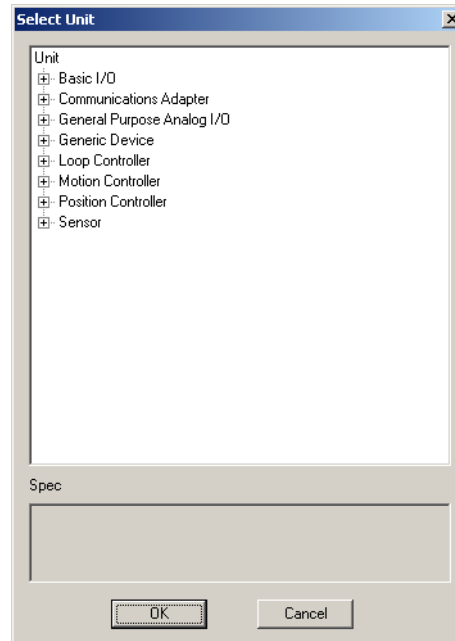 Select Unit
Unit
Basic I/O
Communications Adapter
General Purpose Analog I/O
Generic Device
Loop Controller
Motion Controller
Position Controller
Sensor
Spec
OK
Cancel